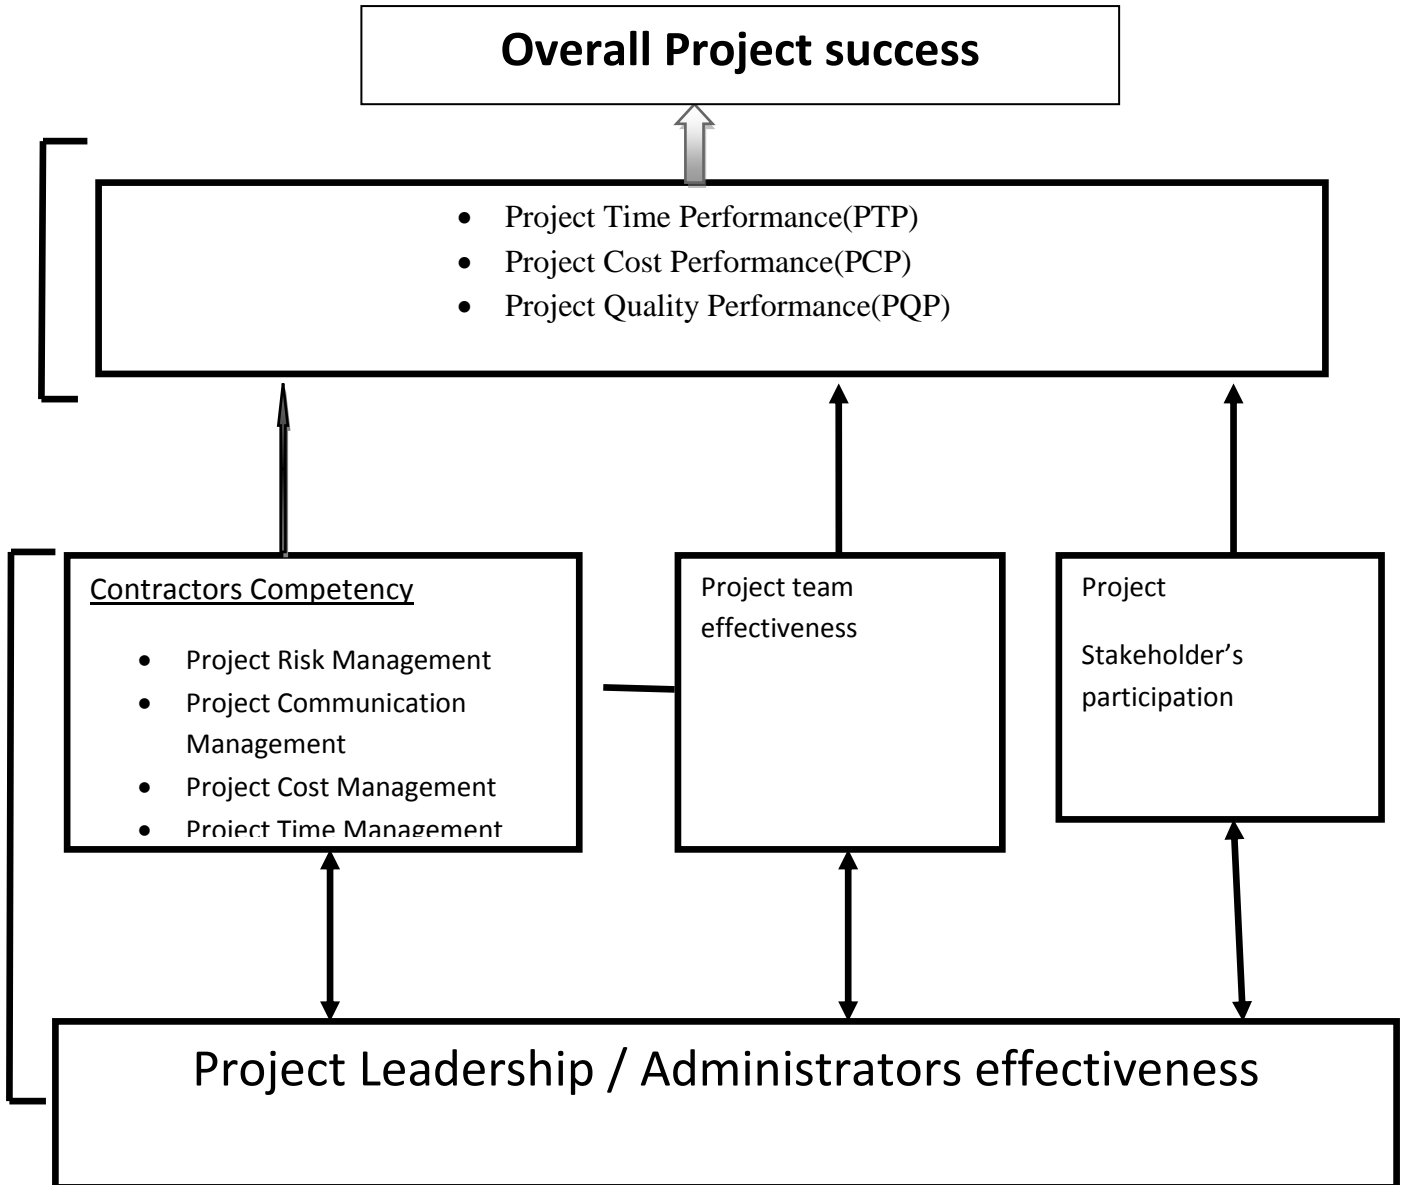 Overall Project success
• Project Time Performance(PTP)
• Project Cost Performance(PCP)
• Project Quality Performance(PQP)
Contractors Competency
• Project Risk Management
• Project Communication
Management
• Project Cost Management
• Project Time Management
Project team
effectiveness
Project
Stakeholder’s
participation
Project Leadership / Administrators effectiveness